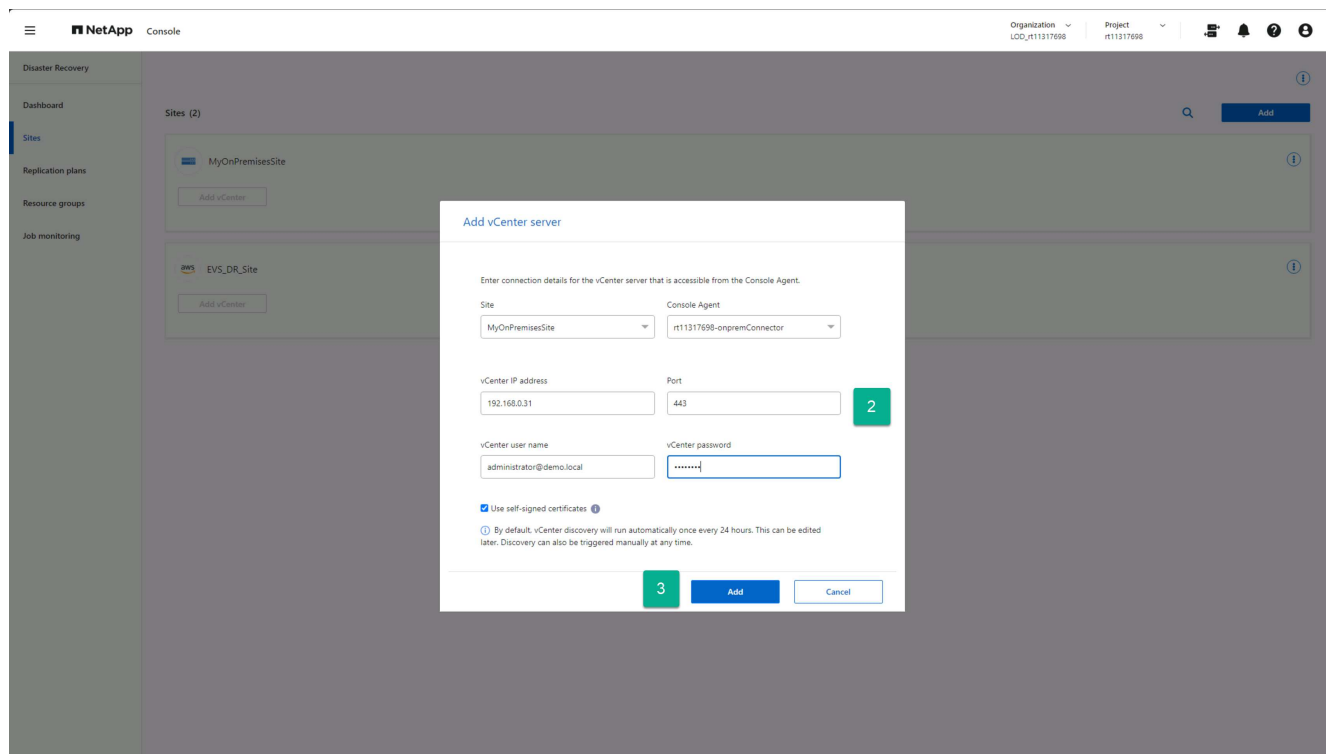 NetApp Console
Organization
LOD_rt11317698
Project
rt11317698
Disaster Recovery
Dashboard
Sites
Replication plans
Resource groups
Job monitoring
Sites (2)
Add
MyOnPremisesSite
Add vCenter
aws EVS_DR_Site
Add vCenter
Add vCenter server
Enter connection details for the vCenter server that is accessible from the Console Agent.
Site Console Agent
MyOnPremisesSite rt11317698-onpremConnector
vCenter IP address Port
192.168.0.31 443
2
vCenter user name vCenter password
administrator@demo.local ••••••••
Use self-signed certificates
By default, vCenter discovery will run automatically once every 24 hours. This can be edited
later. Discovery can also be triggered manually at any time.
3 Add Cancel